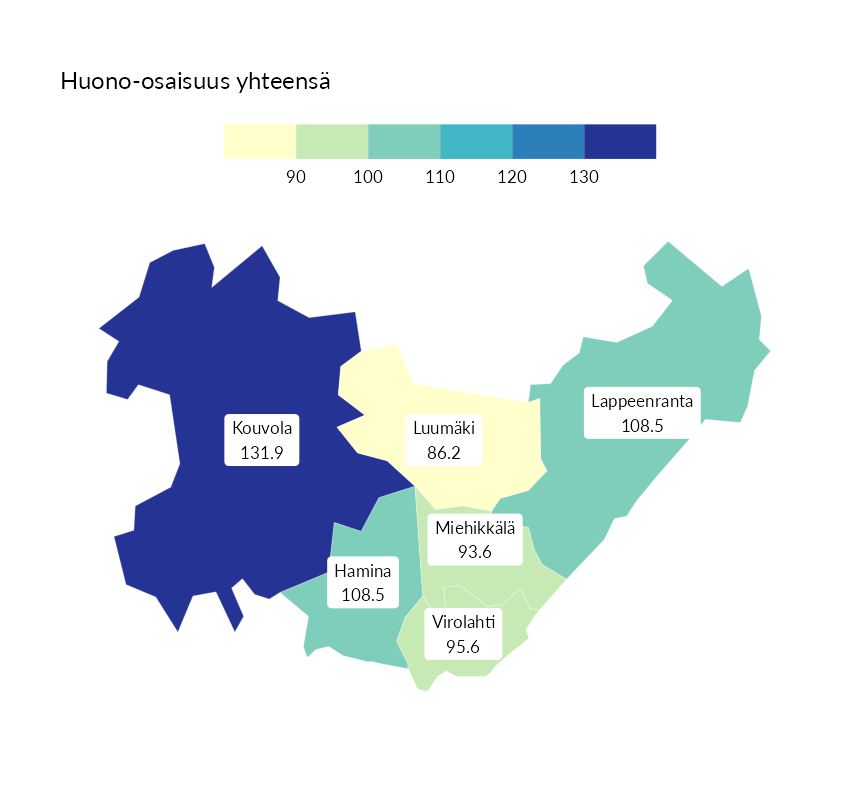 Huono-osaisuus yhteensä
90 100 110 120 130
Lappeenranta
108.5
Kouvola
131.9
Luumäki
86.2
Miehikkälä
93.6
Hamina
108.5
Virolahti
95.6